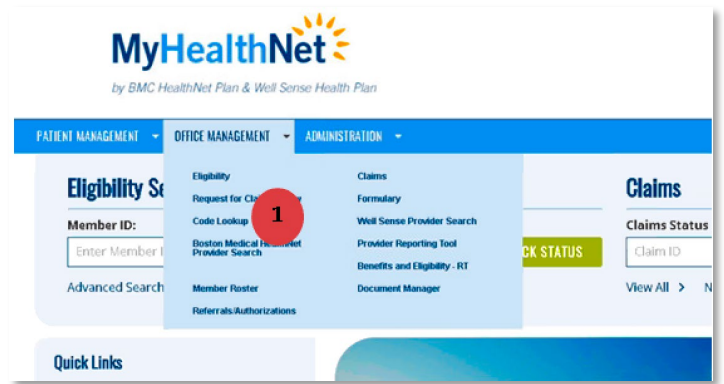 MyHealthNet
by BMC HealthNet Plan & Well Sense Health Plan
PATIENT MANAGEMENT OFFICE MANAGEMENT ADMINISTRATION
Eligibility Claims
Request for Formulary
Code Lookup Well Sense Provider Search
Boston Medical Provider Reporting Tool
Provider Search
Benefits and Eligibility - RT
Member Roster Document Manager
Referrals/Authorizations
1
Eligibility
Member ID:
Enter Member
CK STATUS
Advanced Search
Claims
Claims Status
Claim ID
View All > N
Quick Links